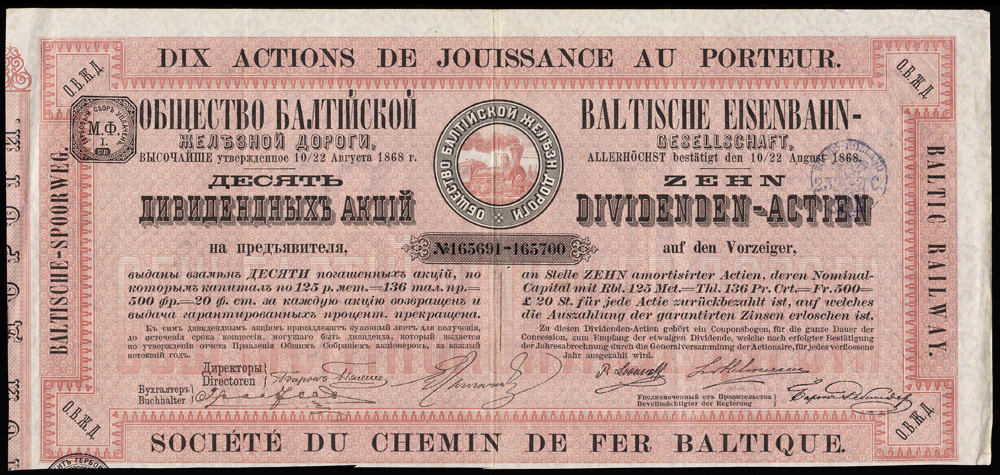 DIX ACTIONS DE JOUISSANCE AU PORTEUR.
О.Б.Ж.Д.
О.Б.Ж.Д.
BALTISCHE-SPOORWEG.
ГЕРБОВЫЙ СБОРЪ УПЛАЧЕНЪ
М.Ф.
I.
ст.
ОБЩЕСТВО БАЛТІЙСКОЙ
ЖЕЛѢЗНОЙ ДОРОГИ,
ВЫСОЧАЙШЕ утвержденное 10/22 Августа 1868 г.
ДЕСЯТЬ
ДИВИДЕНДНЫХЪ АКЦІЙ
на предъявителя,
ОБЩЕСТВО БАЛТІЙСКОЙ ЖЕЛѢЗН. ДОРОГИ
№165691-165700
BALTISCHE EISENBAHN-
GESELLSCHAFT,
ALLERHÖCHST bestätigt den 10/22 August 1868.
ZEHN
DIVIDENDEN-ACTIEN
auf den Vorzeiger,
BALTIC RAILWAY.
выданы взамѣнъ ДЕСЯТИ погашенныхъ акцій, по
которымъ капиталъ по 125 р. мет.=136 тал. пр.=
500 фр.=20 ф. ст. за каждую акцію возвращенъ и
выдача гарантированныхъ процент. прекращена.
Къ симъ дивиденднымъ акціямъ принадлежитъ купонный листъ для полученія,
до истеченія срока концессіи, могущаго быть дивиденда, который выдается
по утвержденіи отчета Правленія Общимъ Собраніемъ акціонеровъ, за каждый
истекшій годъ.
an Stelle ZEHN amortisirter Actien, deren Nominal-
Capital mit Rbl. 125 Met.=Thl. 136 Pr. Crt.=Fr. 500=
£ 20 St. für jede Actie zurückbezahlt ist, auf welches
die Auszahlung der garantirten Zinsen erloschen ist.
Zu diesen Dividenden-Actien gehört ein Couponsbogen, für die ganze Dauer der
Concession, zum Empfang der etwaigen Dividende, welche nach erfolgter Bestätigung
der Jahresabrechnung durch die Generalversammlung der Actionaire, für jedes verflossene
Jahr ausgezahlt wird.
Директоры
Directoren
Бухгалтеръ
Buchhalter
Уполномоченный отъ Правительства
Bevollmächtigter der Regierung
О.Б.Ж.Д.
О.Б.Ж.Д.
SOCIÉTÉ DU CHEMIN DE FER BALTIQUE.